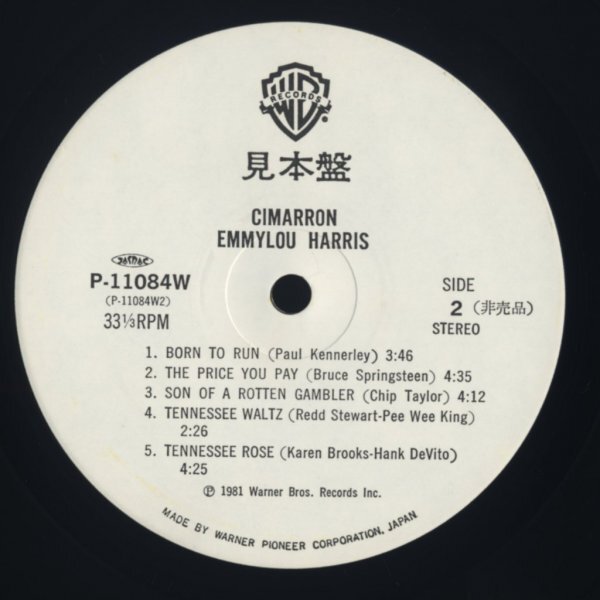 WB
RECORDS
®
見本盤
CIMARRON
EMMYLOU HARRIS
JASRAC
P-11084W
(P-11084W2)
33⅓RPM
SIDE
2 (非売品)
STEREO
1. BORN TO RUN (Paul Kennerley) 3:46
2. THE PRICE YOU PAY (Bruce Springsteen) 4:35
3. SON OF A ROTTEN GAMBLER (Chip Taylor) 4:12
4. TENNESSEE WALTZ (Redd Stewart-Pee Wee King)
2:26
5. TENNESSEE ROSE (Karen Brooks-Hank DeVito)
4:25
℗ 1981 Warner Bros. Records Inc.
MADE BY WARNER PIONEER CORPORATION, JAPAN